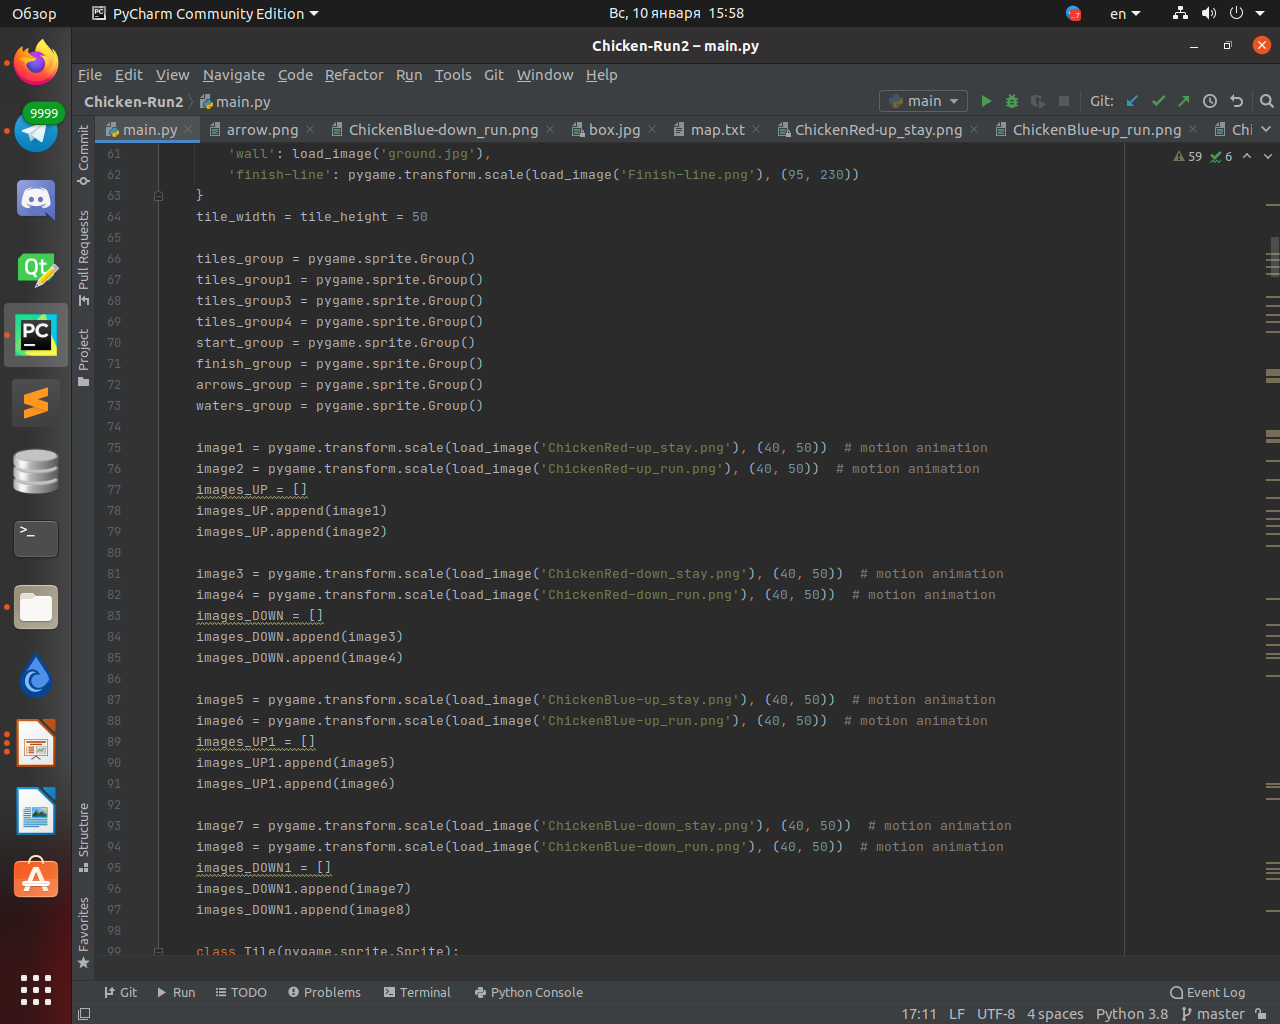 Обзор
PyCharm Community Edition
Вс, 10 января 15:58
en
Chicken-Run2 – main.py
File Edit View Navigate Code Refactor Run Tools Git Window Help
Chicken-Run2 main.py
main
Git:
9999
main.py arrow.png ChickenBlue-down_run.png box.jpg map.txt ChickenRed-up_stay.png ChickenBlue-up_run.png Chi
59 6
Commit
Pull Requests
Project
Structure
Favorites
Qt
PC
>_
61 'wall': load_image('ground.jpg'),
62 'finish-line': pygame.transform.scale(load_image('Finish-line.png'), (95, 230))
63 }
64 tile_width = tile_height = 50
65
66 tiles_group = pygame.sprite.Group()
67 tiles_group1 = pygame.sprite.Group()
68 tiles_group3 = pygame.sprite.Group()
69 tiles_group4 = pygame.sprite.Group()
70 start_group = pygame.sprite.Group()
71 finish_group = pygame.sprite.Group()
72 arrows_group = pygame.sprite.Group()
73 waters_group = pygame.sprite.Group()
74
75 image1 = pygame.transform.scale(load_image('ChickenRed-up_stay.png'), (40, 50))  # motion animation
76 image2 = pygame.transform.scale(load_image('ChickenRed-up_run.png'), (40, 50))  # motion animation
77 images_UP = []
78 images_UP.append(image1)
79 images_UP.append(image2)
80
81 image3 = pygame.transform.scale(load_image('ChickenRed-down_stay.png'), (40, 50))  # motion animation
82 image4 = pygame.transform.scale(load_image('ChickenRed-down_run.png'), (40, 50))  # motion animation
83 images_DOWN = []
84 images_DOWN.append(image3)
85 images_DOWN.append(image4)
86
87 image5 = pygame.transform.scale(load_image('ChickenBlue-up_stay.png'), (40, 50))  # motion animation
88 image6 = pygame.transform.scale(load_image('ChickenBlue-up_run.png'), (40, 50))  # motion animation
89 images_UP1 = []
90 images_UP1.append(image5)
91 images_UP1.append(image6)
92
93 image7 = pygame.transform.scale(load_image('ChickenBlue-down_stay.png'), (40, 50))  # motion animation
94 image8 = pygame.transform.scale(load_image('ChickenBlue-down_run.png'), (40, 50))  # motion animation
95 images_DOWN1 = []
96 images_DOWN1.append(image7)
97 images_DOWN1.append(image8)
98
99 class Tile(pygame.sprite.Sprite):
Git Run TODO Problems Terminal Python Console Event Log
17:11 LF UTF-8 4 spaces Python 3.8 master